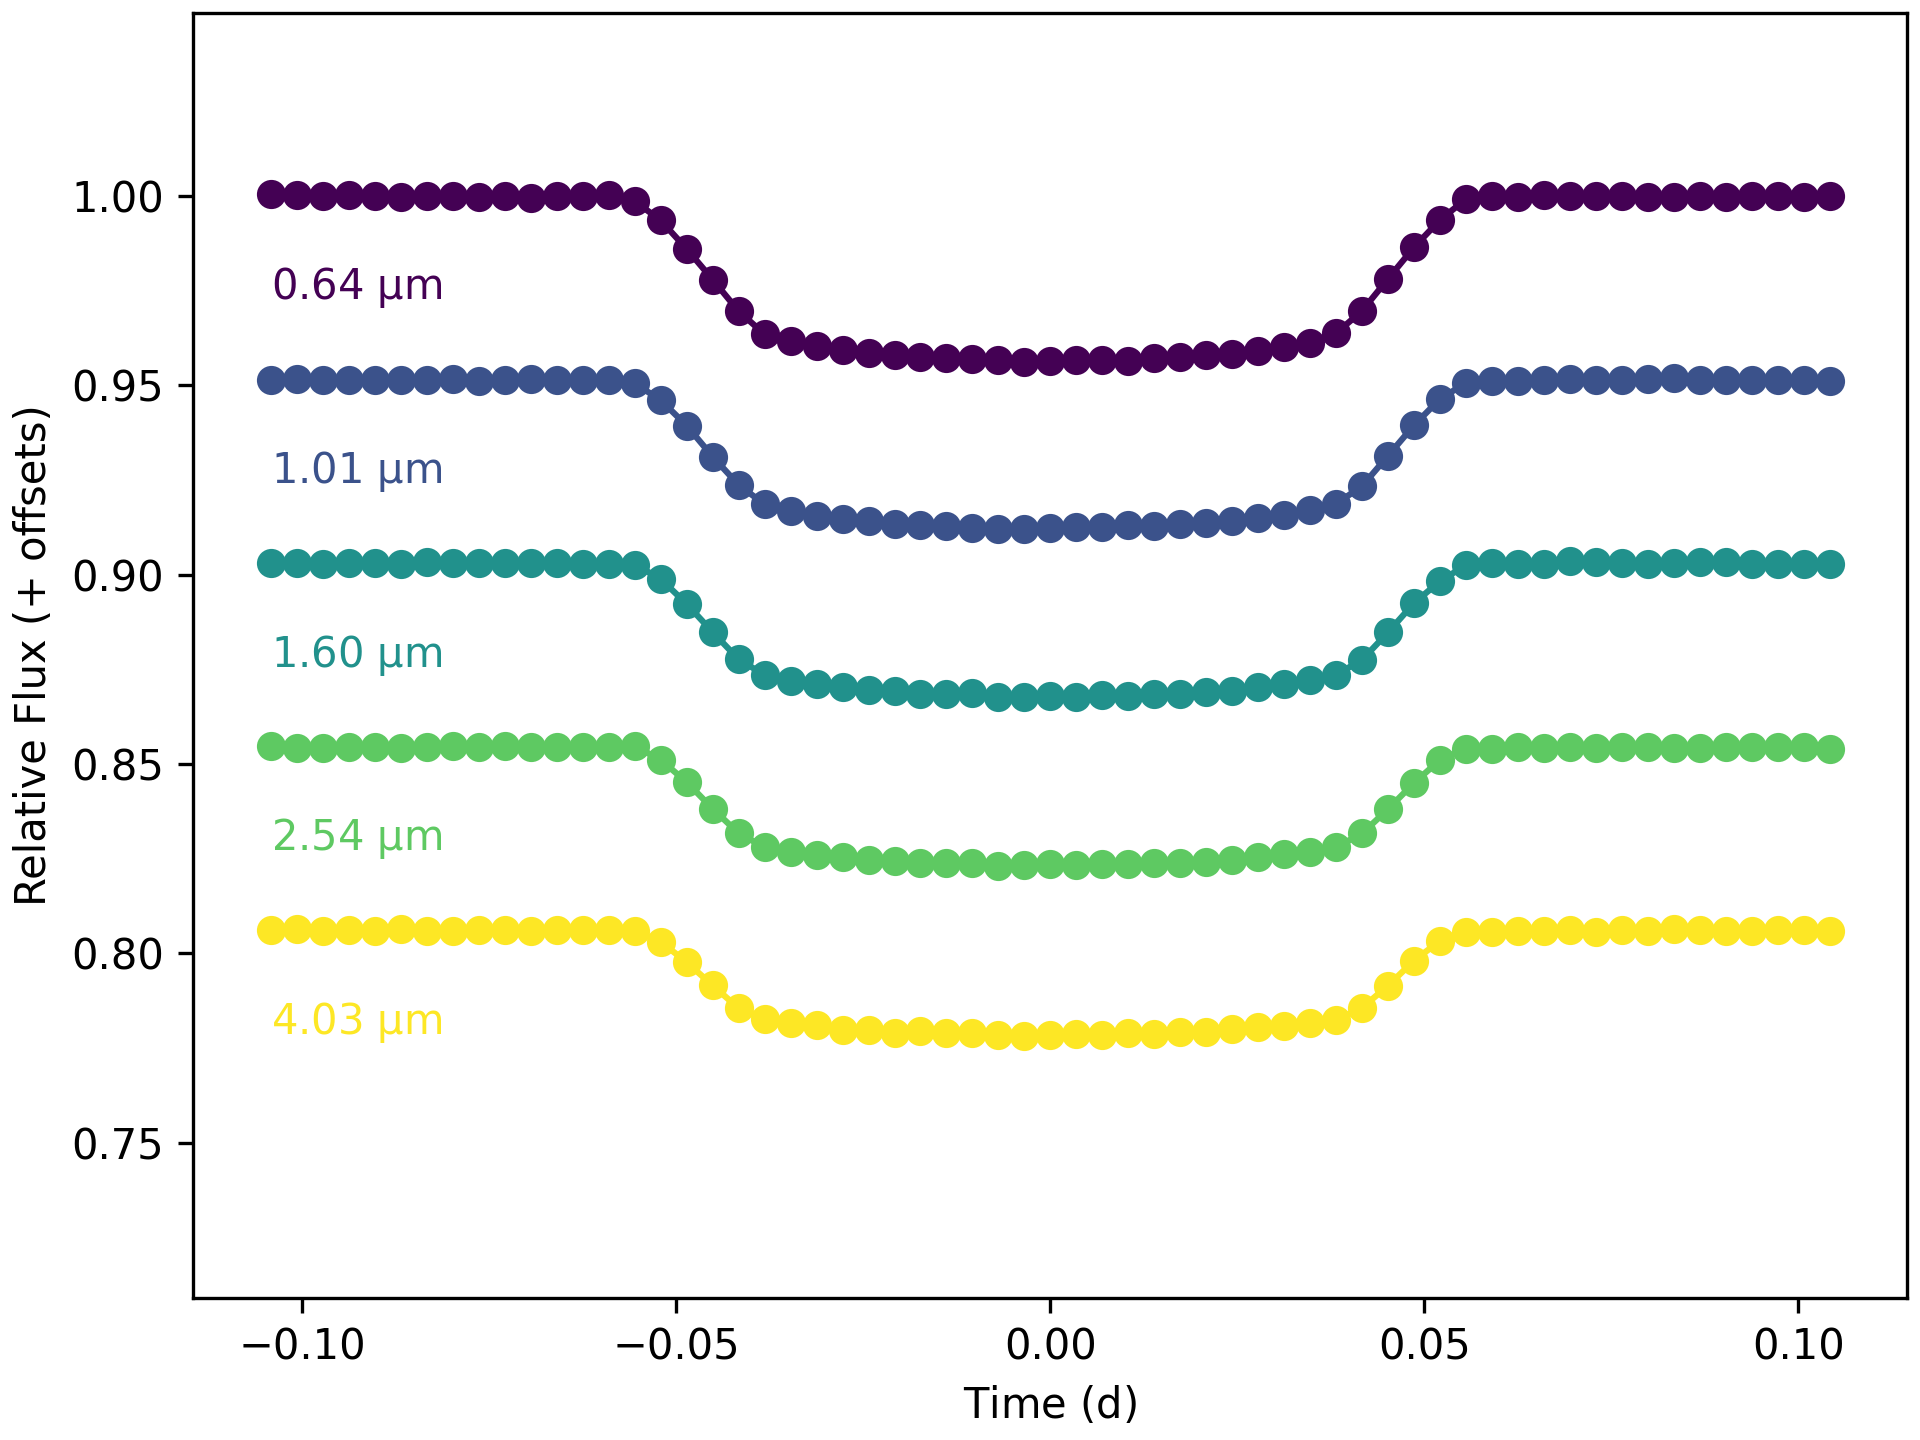 1.00
0.64 µm
0.95
1.01 µm
0.90
1.60 µm
0.85
2.54 µm
0.80
4.03 µm
0.75
Relative Flux (+ offsets)
−0.10 −0.05 0.00 0.05 0.10
Time (d)